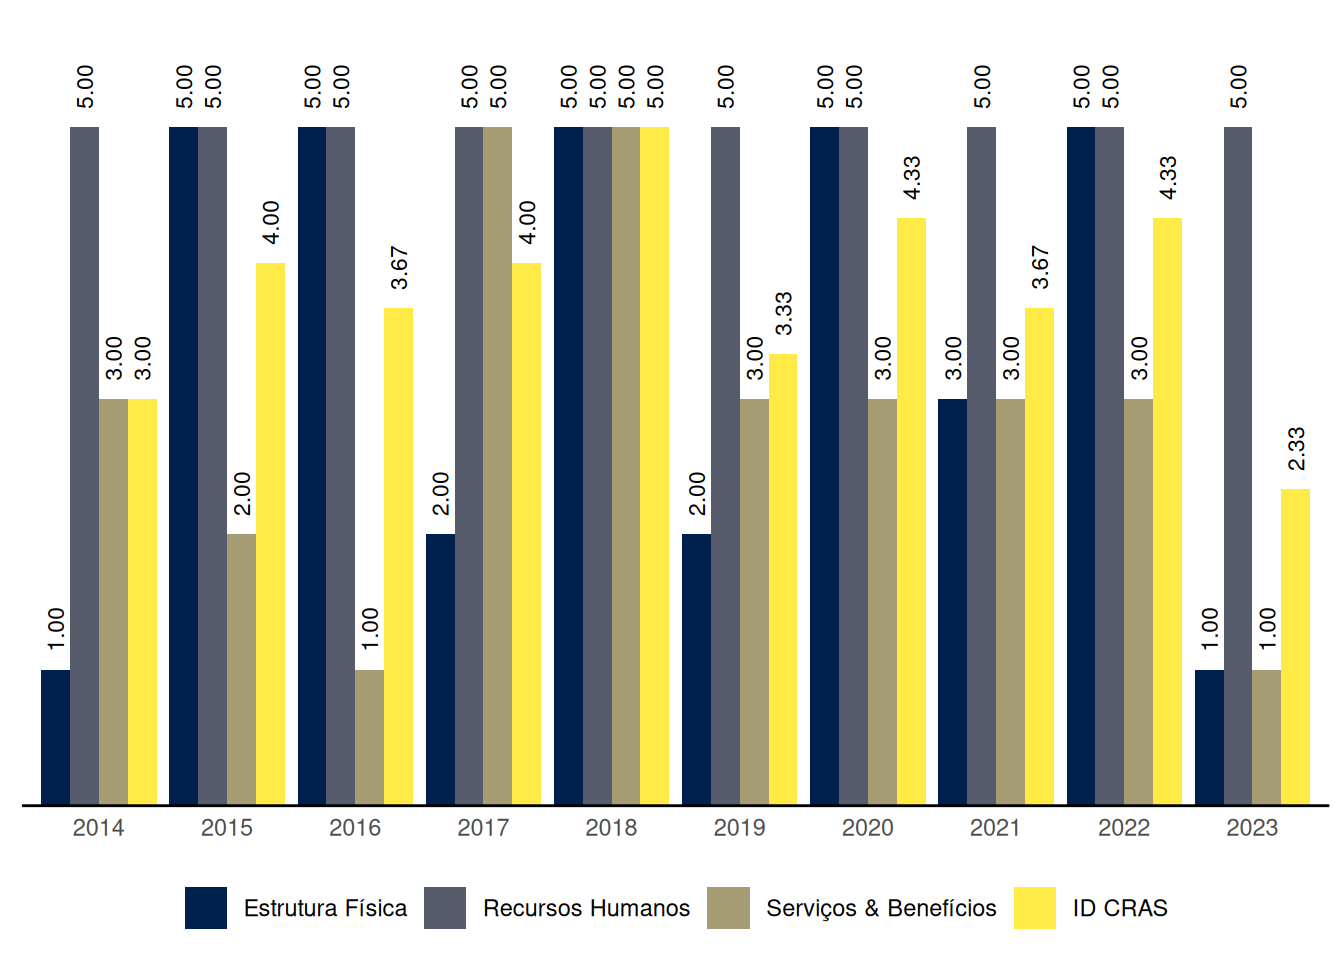 5.00 5.00 5.00 5.00 5.00 5.00 5.00 5.00 5.00 5.00 5.00 5.00 5.00 5.00 5.00 5.00 5.00 5.00
4.33 4.33
4.00 4.00
3.67 3.67
3.33
3.00 3.00 3.00 3.00 3.00 3.00 3.00
2.33
2.00 2.00 2.00
1.00 1.00 1.00 1.00
2014 2015 2016 2017 2018 2019 2020 2021 2022 2023
Estrutura Física Recursos Humanos Serviços & Benefícios ID CRAS